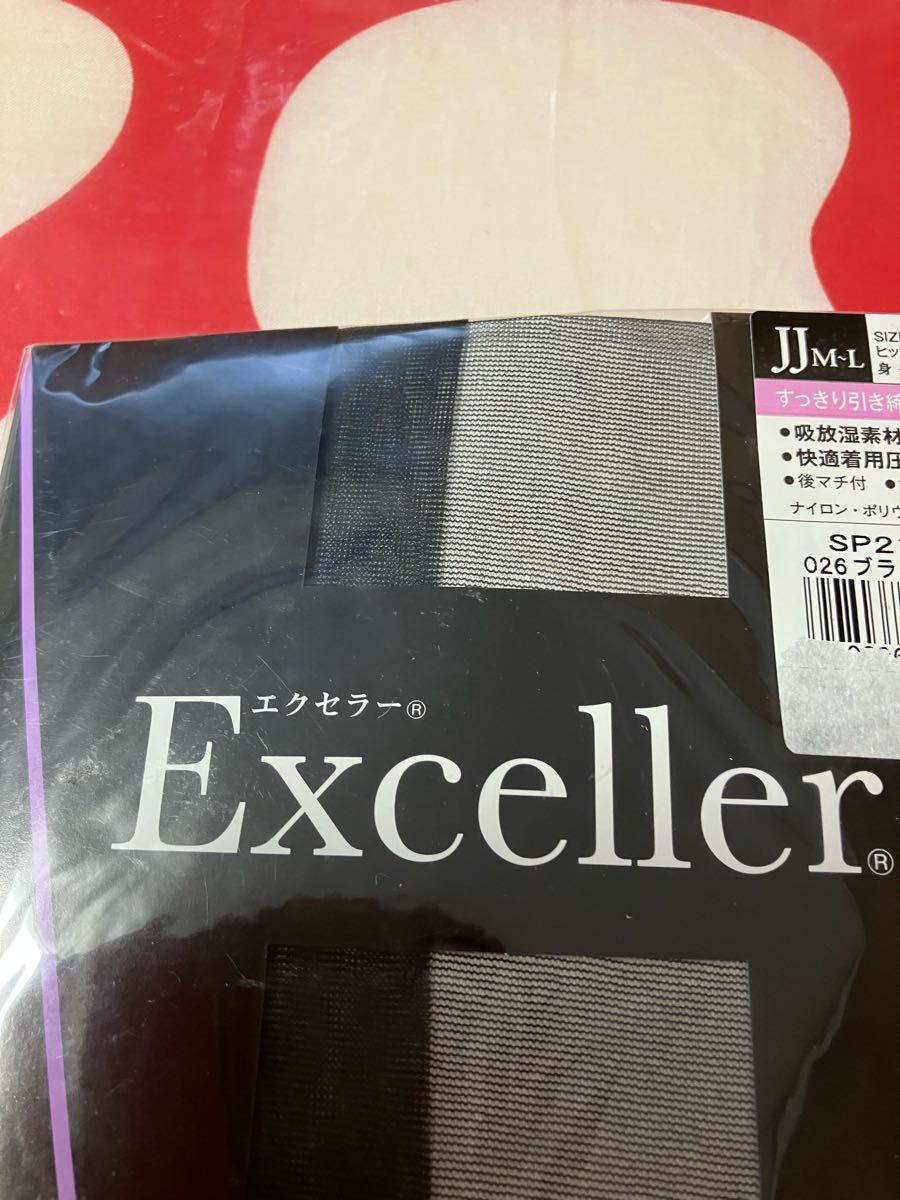 JJ M~L
SIZE
ヒッ
身
すっきり引き締
•吸放湿素材
•快適着用圧
•後マチ付 •
ナイロン・ポリウ
SP21
026ブラ
エクセラー®
Exceller®